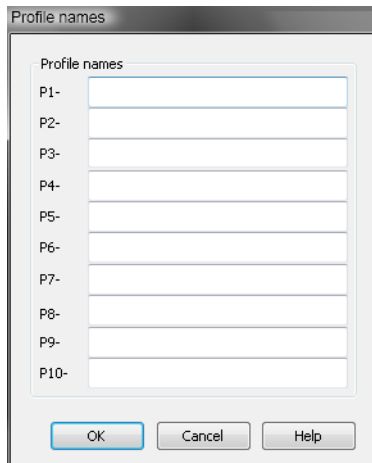 Profile names
Profile names
P1-
P2-
P3-
P4-
P5-
P6-
P7-
P8-
P9-
P10-
OK Cancel Help